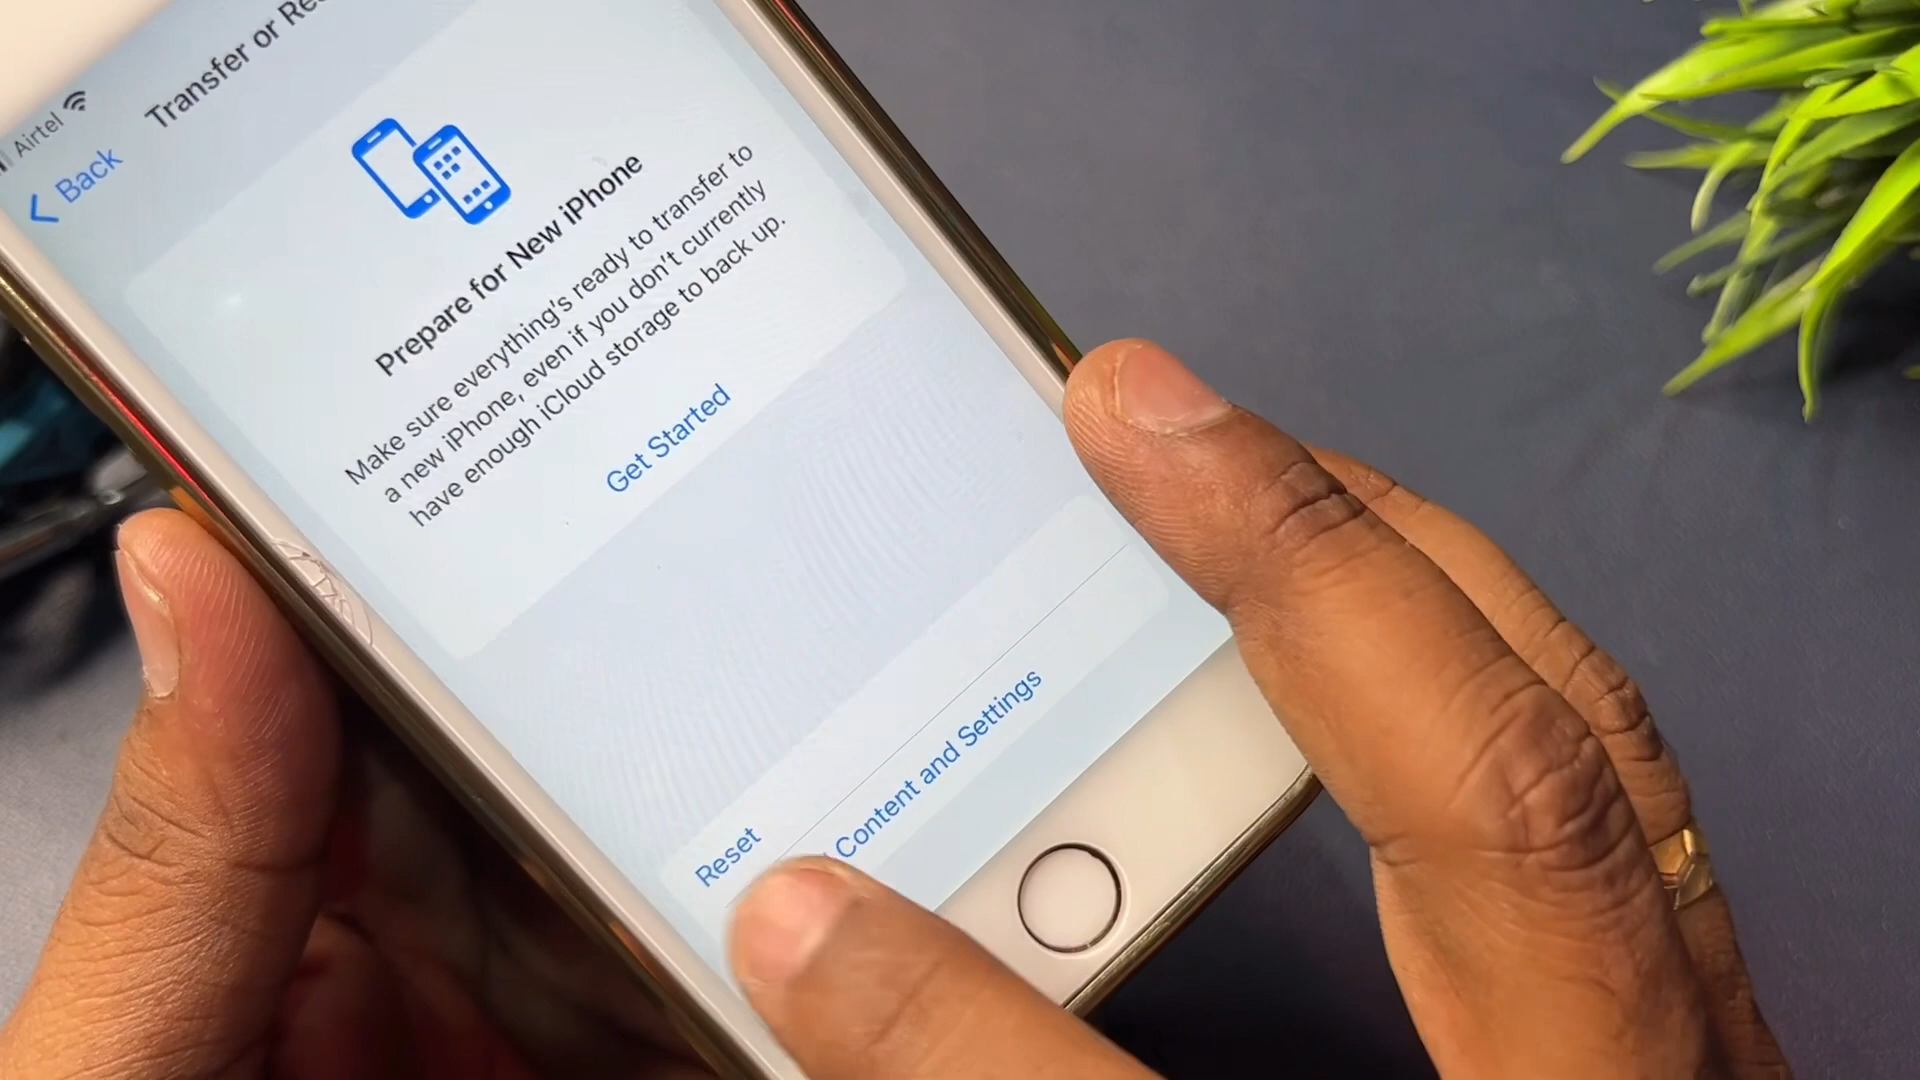 Airtel
Back
Transfer or
Prepare for New iPhone
Make sure everything's ready to transfer to
a new iPhone, even if you don't currently
have enough iCloud storage to back up.
Get Started
Reset
Content and Settings